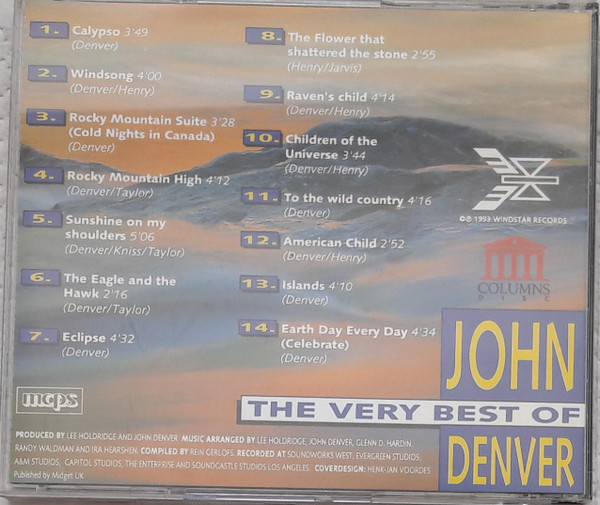 1. Calypso 3'49
(Denver)
2. Windsong 4'00
(Denver/Henry)
3. Rocky Mountain Suite 3'28
(Cold Nights in Canada)
(Denver)
4. Rocky Mountain High 4'12
(Denver/Taylor)
5. Sunshine on my
shoulders 5'06
(Denver/Kniss/Taylor)
6. The Eagle and the
Hawk 2'16
(Denver/Taylor)
7. Eclipse 4'32
(Denver)
8. The Flower that
shattered the stone 2'55
(Henry/Jarvis)
9. Raven's child 4'14
(Denver/Henry)
10. Children of the
Universe 3'44
(Denver/Henry)
11. To the wild country 4'16
(Denver)
12. American Child 2'52
(Denver/Henry)
13. Islands 4'10
(Denver)
14. Earth Day Every Day 4'34
(Celebrate)
(Denver)
©℗ 1993 WINDSTAR RECORDS
COLUMNS
DISC
JOHN
THE VERY BEST OF
DENVER
mcps
PRODUCED BY LEE HOLDRIDGE AND JOHN DENVER MUSIC ARRANGED BY LEE HOLDRIDGE, JOHN DENVER, GLENN D. HARDIN,
RANDY WALDMAN AND IRA HEARSHEN. COMPILED BY REIN GERLOFS. RECORDED AT SOUNDWORKS WEST, EVERGREEN STUDIOS,
A&M STUDIOS, CAPITOL STUDIOS, THE ENTERPRISE AND SOUNDCASTLE STUDIOS LOS ANGELES. COVERDESIGN: HENK-JAN VOORDES
Published by Midget UK